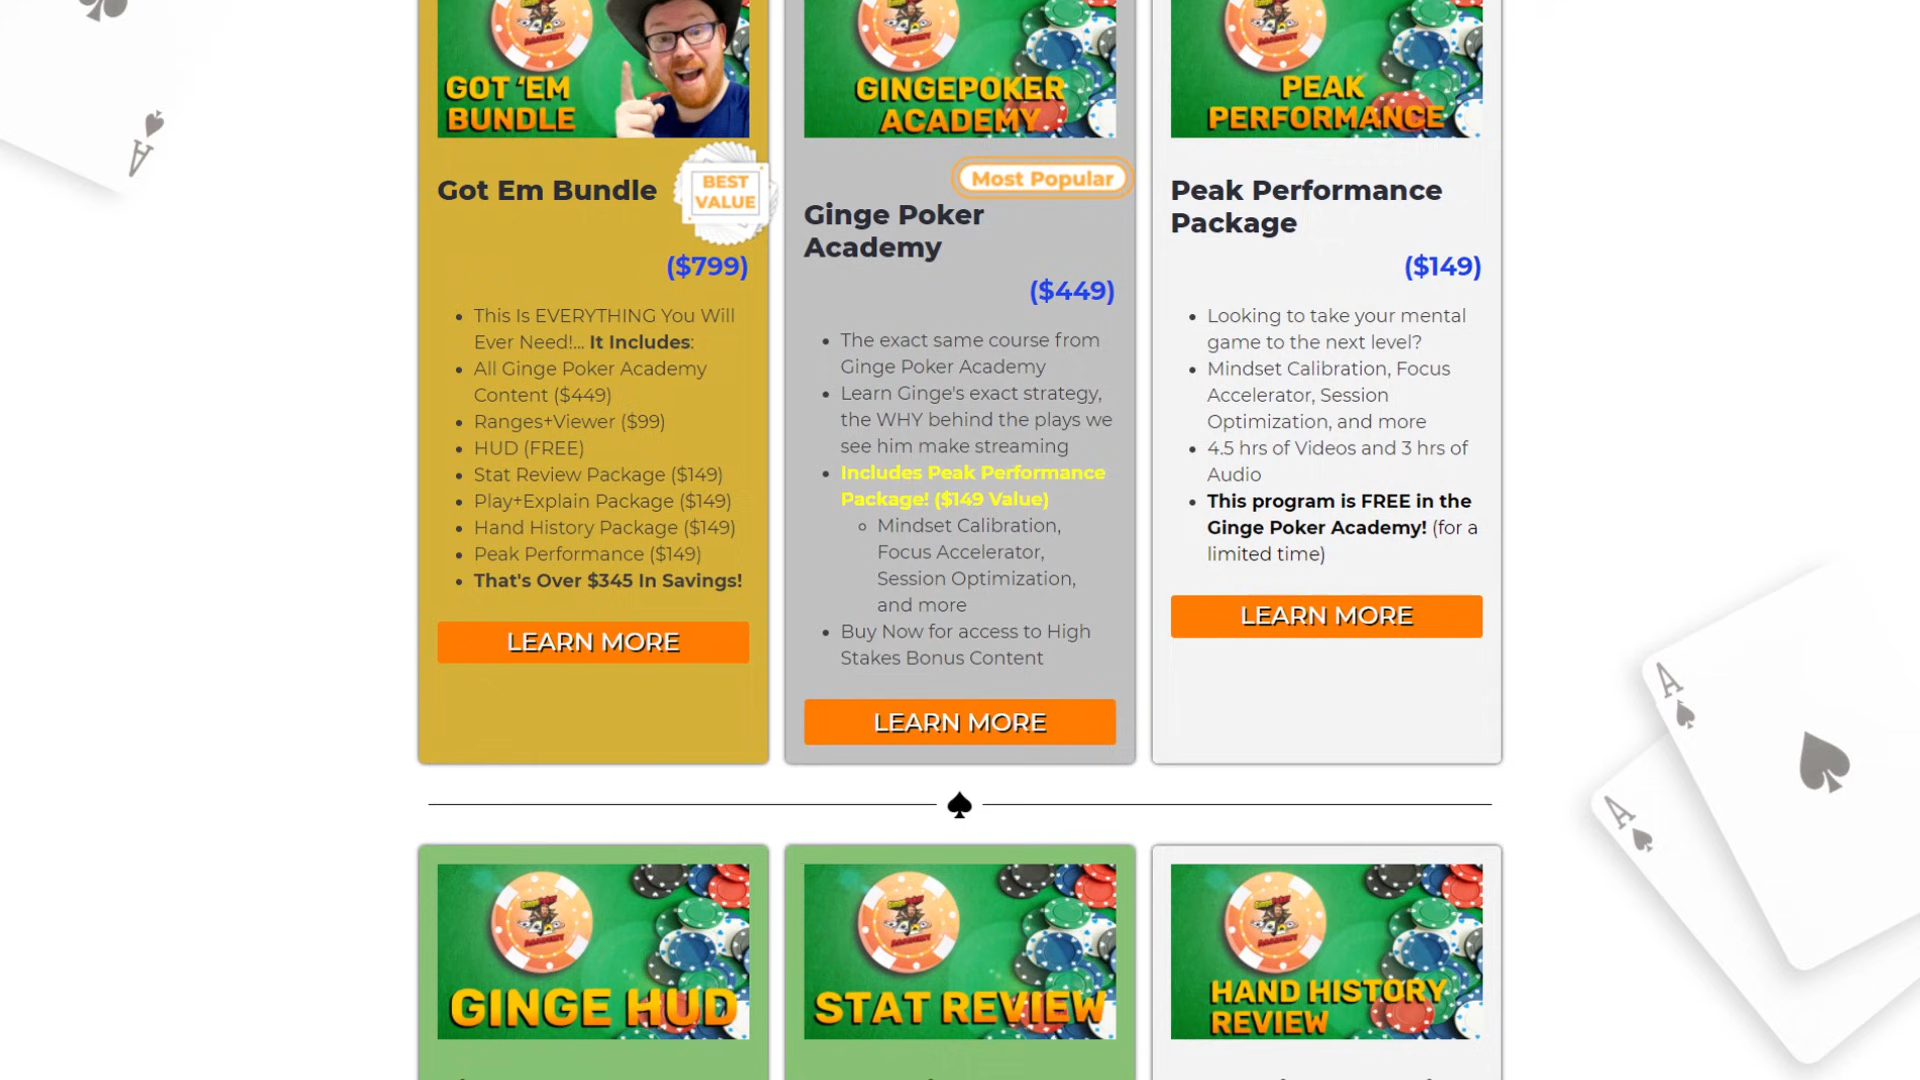 A
GOT 'EM
BUNDLE
Got Em Bundle
BEST
VALUE
($799)
This Is EVERYTHING You Will
Ever Need!... It Includes:
All Ginge Poker Academy
Content ($449)
Ranges+Viewer ($99)
HUD (FREE)
Stat Review Package ($149)
Play+Explain Package ($149)
Hand History Package ($149)
Peak Performance ($149)
That's Over $345 In Savings!
LEARN MORE
ACADEMY
GINGEPOKER
ACADEMY
Most Popular
Ginge Poker
Academy
($449)
The exact same course from
Ginge Poker Academy
Learn Ginge's exact strategy,
the WHY behind the plays we
see him make streaming
Includes Peak Performance
Package! ($149 Value)
Mindset Calibration,
Focus Accelerator,
Session Optimization,
and more
Buy Now for access to High
Stakes Bonus Content
LEARN MORE
ACADEMY
PEAK
PERFORMANCE
Peak Performance
Package
($149)
Looking to take your mental
game to the next level?
Mindset Calibration, Focus
Accelerator, Session
Optimization, and more
4.5 hrs of Videos and 3 hrs of
Audio
This program is FREE in the
Ginge Poker Academy! (for a
limited time)
LEARN MORE
A
A
ACADEMY
GINGE HUD
ACADEMY
STAT REVIEW
ACADEMY
HAND HISTORY
REVIEW